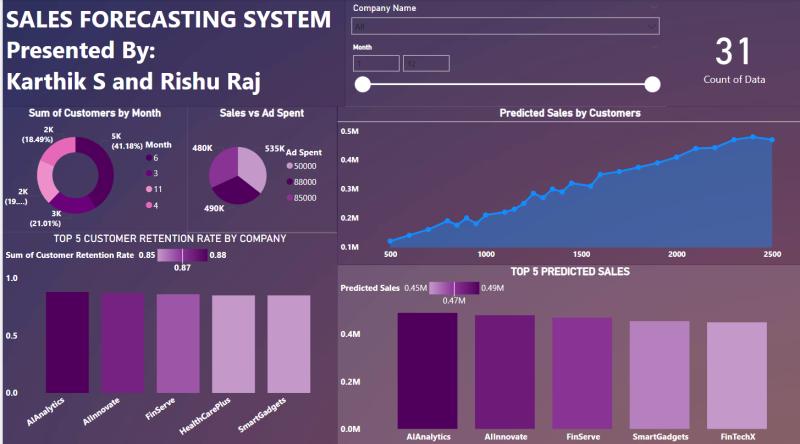 SALES FORECASTING SYSTEM
Presented By:
Karthik S and Rishu Raj
Company Name
All
Month
1
12
31
Count of Data
Sum of Customers by Month
2K
(18.49%)
5K
(41.18%)
2K
(19....)
3K
(21.01%)
Month
6
3
11
4
Sales vs Ad Spent
480K
535K
490K
Ad Spent
50000
88000
85000
Predicted Sales by Customers
0.5M
0.4M
0.3M
0.2M
0.1M
500 1000 1500 2000 2500
TOP 5 CUSTOMER RETENTION RATE BY COMPANY
Sum of Customer Retention Rate 0.85 0.88
0.87
1.0
0.5
0.0
AIAnalytics AIInnovate FinServe HealthCarePlus SmartGadgets
TOP 5 PREDICTED SALES
Predicted Sales 0.45M 0.49M
0.47M
0.4M
0.2M
0.0M
AIAnalytics AIInnovate FinServe SmartGadgets FinTechX